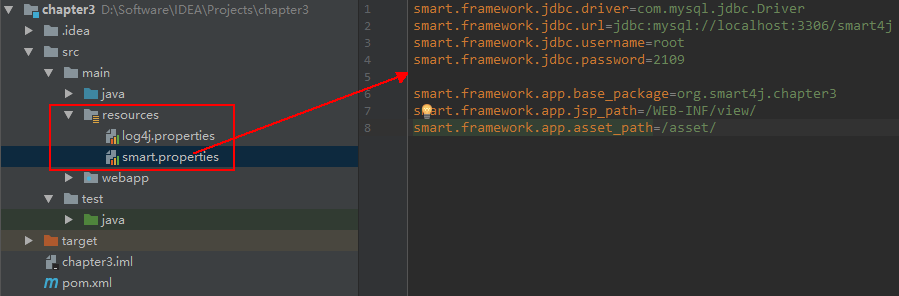 chapter3 D:\Software\IDEA\Projects\chapter3
.idea
src
main
java
resources
log4j.properties
smart.properties
webapp
test
java
target
chapter3.iml
pom.xml
1 smart.framework.jdbc.driver=com.mysql.jdbc.Driver
2 smart.framework.jdbc.url=jdbc:mysql://localhost:3306/smart4j
3 smart.framework.jdbc.username=root
4 smart.framework.jdbc.password=2109
5
6 smart.framework.app.base_package=org.smart4j.chapter3
7 smart.framework.app.jsp_path=/WEB-INF/view/
8 smart.framework.app.asset_path=/asset/